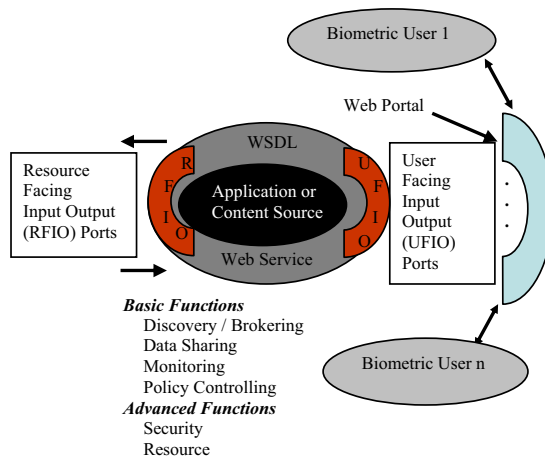 Biometric User 1
Web Portal
WSDL
R
F
I
O
U
F
I
O
Application or
Content Source
Web Service
Resource
Facing
Input Output
(RFIO) Ports
User
Facing
Input
Output
(UFIO)
Ports
Basic Functions
Discovery / Brokering
Data Sharing
Monitoring
Policy Controlling
Advanced Functions
Security
Resource
Biometric User n